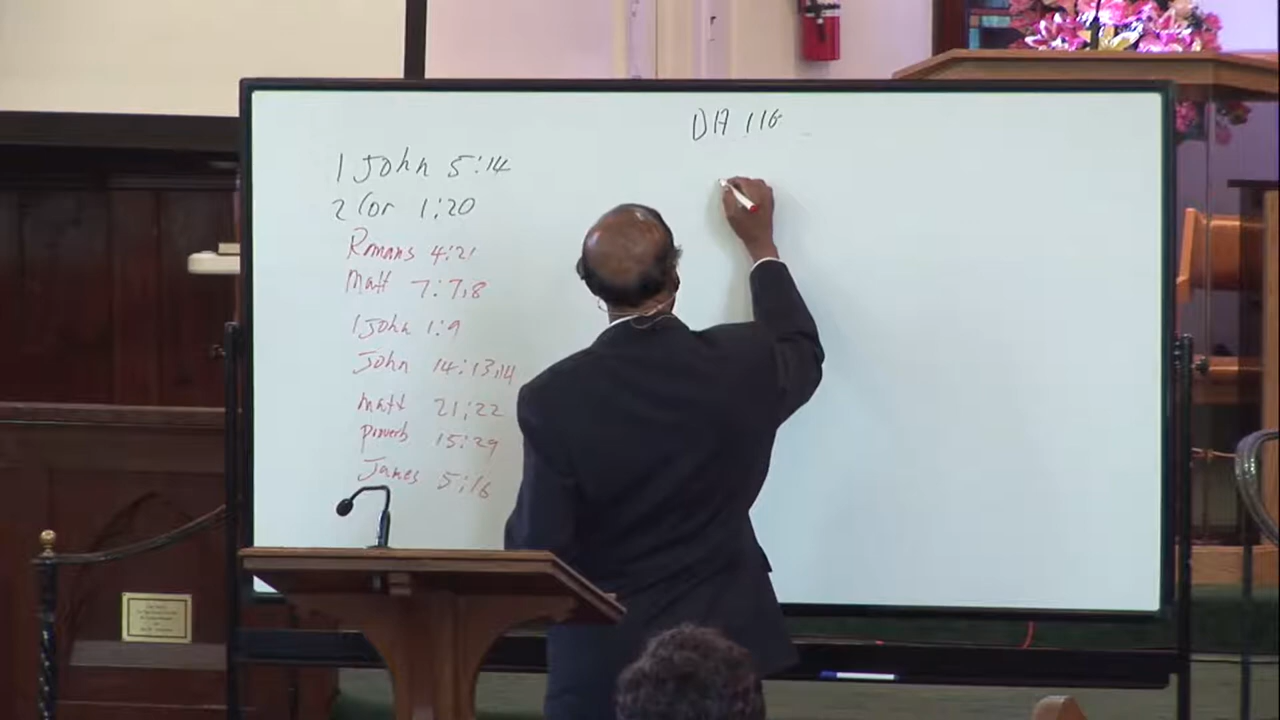 DA 116
1 John 5:14
2 Cor 1:20
Romans 4:21
Matt 7:7,8
1 John 1:9
John 14:13,14
Matt 21:22
Proverb 15:29
James 5:16